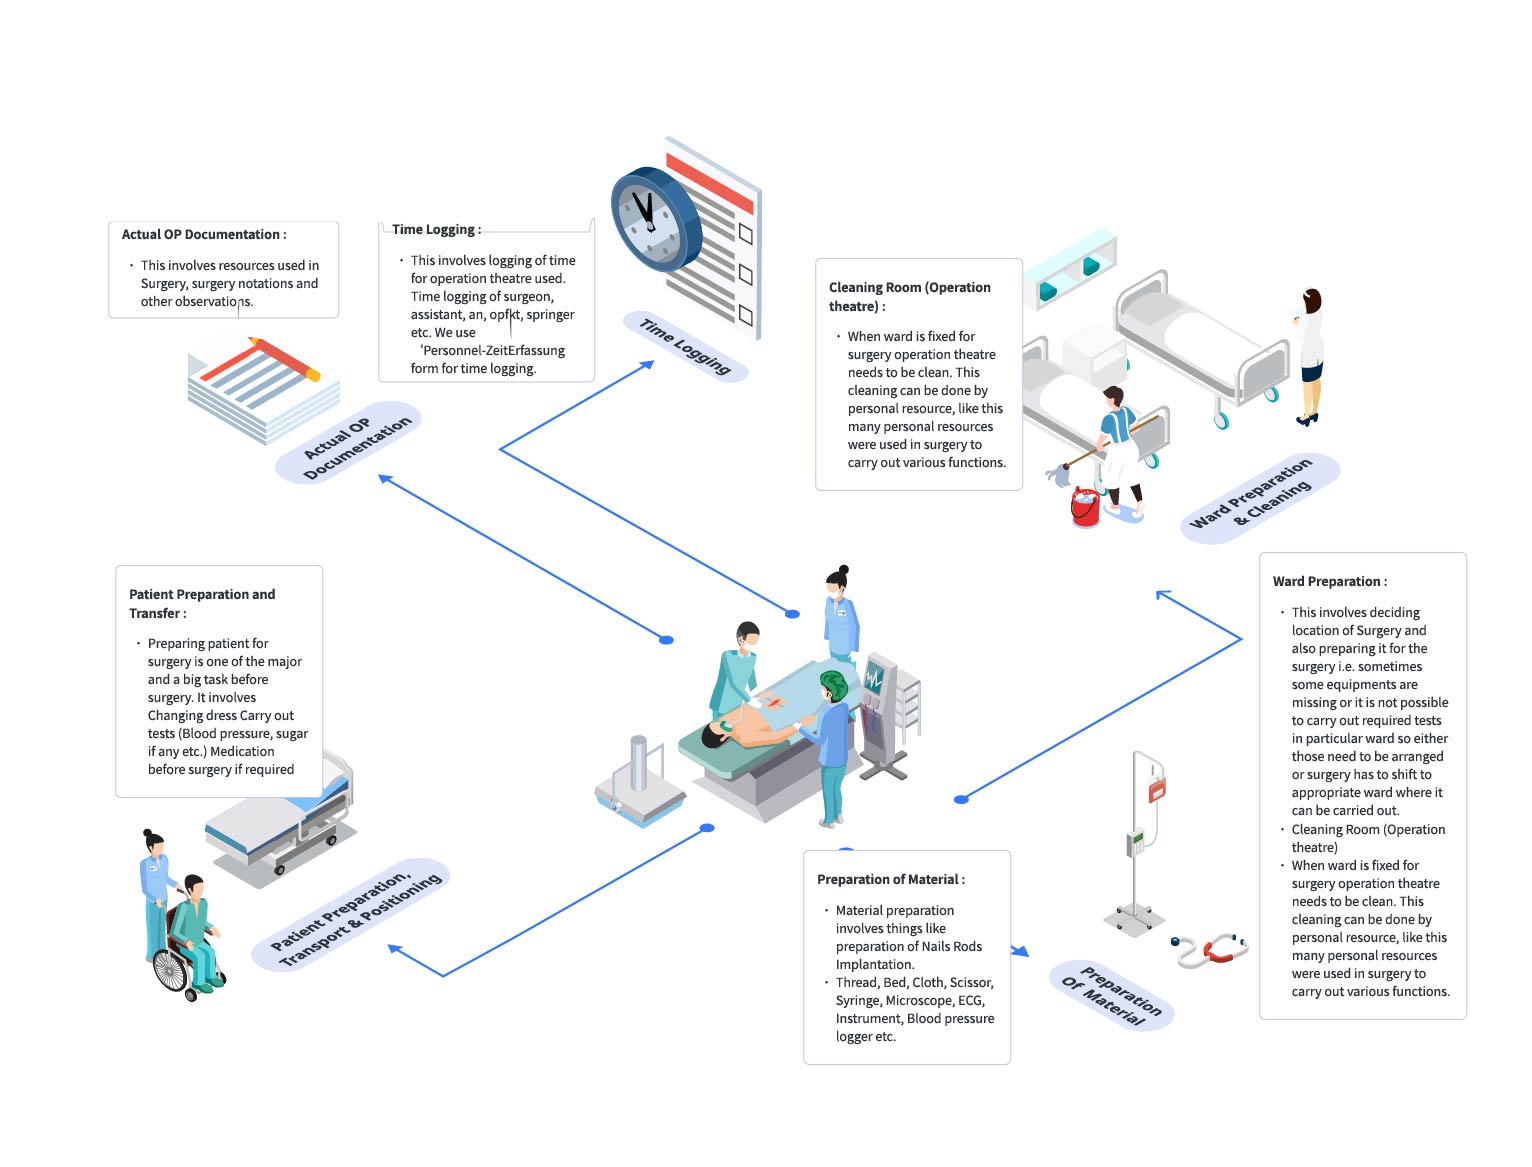 Actual OP Documentation :
· This involves resources used in
Surgery, surgery notations and
other observations.
Time Logging :
· This involves logging of time
for operation theatre used.
Time logging of surgeon,
assistant, an, opfkt, springer
etc. We use
‘Personnel-ZeitErfassung
form for time logging.
Time Logging
Actual OP
Documentation
Cleaning Room (Operation
theatre) :
· When ward is fixed for
surgery operation theatre
needs to be clean. This
cleaning can be done by
personal resource, like this
many personal resources
were used in surgery to
carry out various functions.
Ward Preparation
& Cleaning
Patient Preparation and
Transfer :
· Preparing patient for
surgery is one of the major
and a big task before
surgery. It involves
Changing dress Carry out
tests (Blood pressure, sugar
if any etc.) Medication
before surgery if required
Patient Preparation,
Transport & Positioning
Ward Preparation :
· This involves deciding
location of Surgery and
also preparing it for the
surgery i.e. sometimes
some equipments are
missing or it is not possible
to carry out required tests
in particular ward so either
those need to be arranged
or surgery has to shift to
appropriate ward where it
can be carried out.
· Cleaning Room (Operation
theatre)
· When ward is fixed for
surgery operation theatre
needs to be clean. This
cleaning can be done by
personal resource, like this
many personal resources
were used in surgery to
carry out various functions.
Preparation of Material :
· Material preparation
involves things like
preparation of Nails Rods
Implantation.
· Thread, Bed, Cloth, Scissor,
Syringe, Microscope, ECG,
Instrument, Blood pressure
logger etc.
Preparation
Of Material